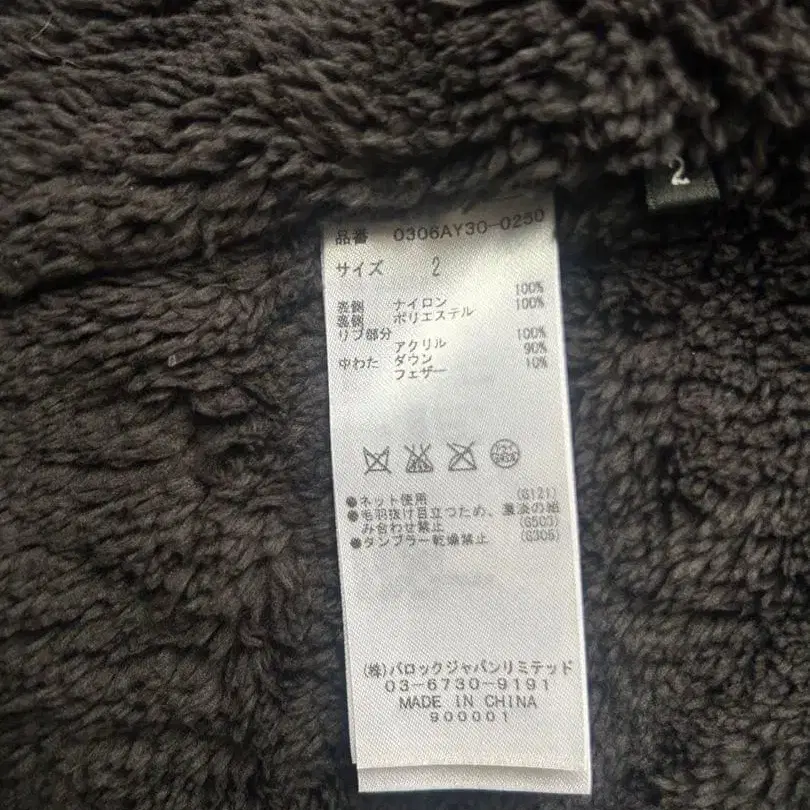 2
品番 0306AY30-0250
サイズ 2
表側 ナイロン 100%
裏側 ポリエステル 100%
リブ部分
アクリル 100%
中わた ダウン 90%
フェザー 10%
●ネット使用 (G121)
●毛羽抜け目立つため、濃淡の組
み合わせ禁止 (G503)
●タンブラー乾燥禁止 (G306)
(株)バロックジャパンリミテッド
03-6730-9191
MADE IN CHINA
900001